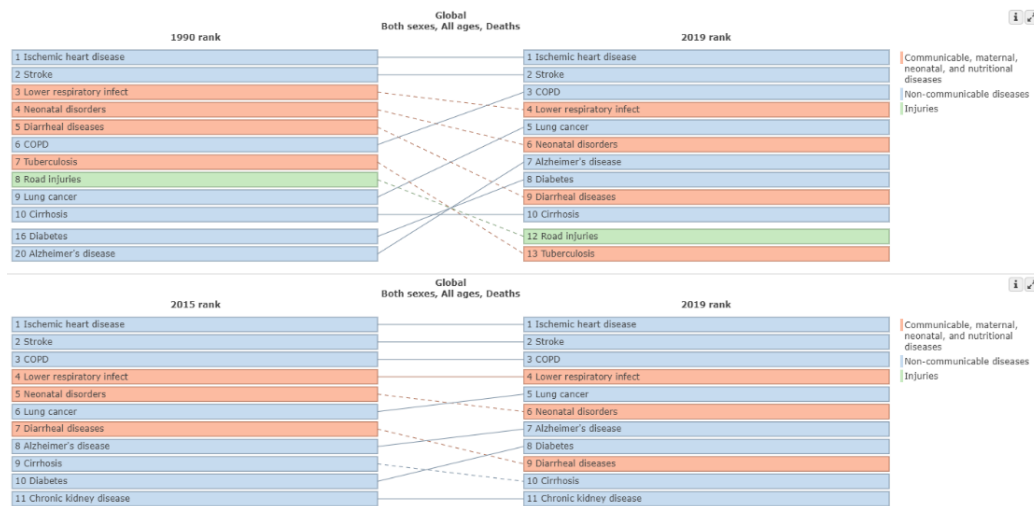 Global
Both sexes, All ages, Deaths
1990 rank
2019 rank
1 Ischemic heart disease
2 Stroke
3 Lower respiratory infect
4 Neonatal disorders
5 Diarrheal diseases
6 COPD
7 Tuberculosis
8 Road injuries
9 Lung cancer
10 Cirrhosis
16 Diabetes
20 Alzheimer's disease
1 Ischemic heart disease
2 Stroke
3 COPD
4 Lower respiratory infect
5 Lung cancer
6 Neonatal disorders
7 Alzheimer's disease
8 Diabetes
9 Diarrheal diseases
10 Cirrhosis
12 Road injuries
13 Tuberculosis
Communicable, maternal,
neonatal, and nutritional
diseases
Non-communicable diseases
Injuries
i
Global
Both sexes, All ages, Deaths
2015 rank
2019 rank
1 Ischemic heart disease
2 Stroke
3 COPD
4 Lower respiratory infect
5 Neonatal disorders
6 Lung cancer
7 Diarrheal diseases
8 Alzheimer's disease
9 Cirrhosis
10 Diabetes
11 Chronic kidney disease
1 Ischemic heart disease
2 Stroke
3 COPD
4 Lower respiratory infect
5 Lung cancer
6 Neonatal disorders
7 Alzheimer's disease
8 Diabetes
9 Diarrheal diseases
10 Cirrhosis
11 Chronic kidney disease
Communicable, maternal,
neonatal, and nutritional
diseases
Non-communicable diseases
Injuries
i